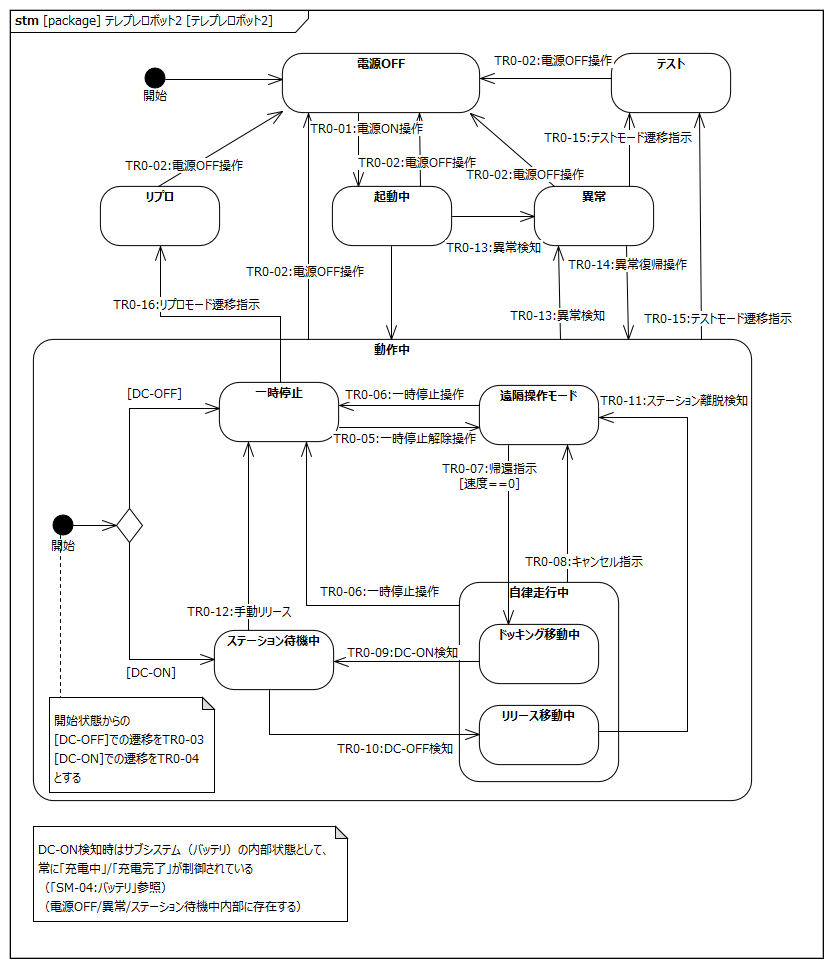 stm [package] テレプレロボット2 [テレプレロボット2]
電源OFF
TR0-02:電源OFF操作
テスト
開始
TR0-01:電源ON操作
TR0-15:テストモード遷移指示
TR0-02:電源OFF操作
TR0-02:電源OFF操作
TR0-02:電源OFF操作
リプロ
起動中
異常
TR0-13:異常検知
TR0-14:異常復帰操作
TR0-02:電源OFF操作
TR0-16:リプロモード遷移指示
TR0-13:異常検知
TR0-15:テストモード遷移指示
動作中
[DC-OFF]
一時停止
TR0-06:一時停止操作
遠隔操作モード
TR0-11:ステーション離脱検知
TR0-05:一時停止解除操作
TR0-07:帰還指示
[速度==0]
開始
TR0-08:キャンセル指示
TR0-06:一時停止操作
自律走行中
TR0-12:手動リリース
ステーション待機中
ドッキング移動中
TR0-09:DC-ON検知
[DC-ON]
リリース移動中
TR0-10:DC-OFF検知
開始状態からの
[DC-OFF]での遷移をTR0-03
[DC-ON]での遷移をTR0-04
とする
DC-ON検知時はサブシステム（バッテリ）の内部状態として、
常に「充電中」/「充電完了」が制御されている
（「SM-04:バッテリ」参照）
（電源OFF/異常/ステーション待機中内部に存在する）